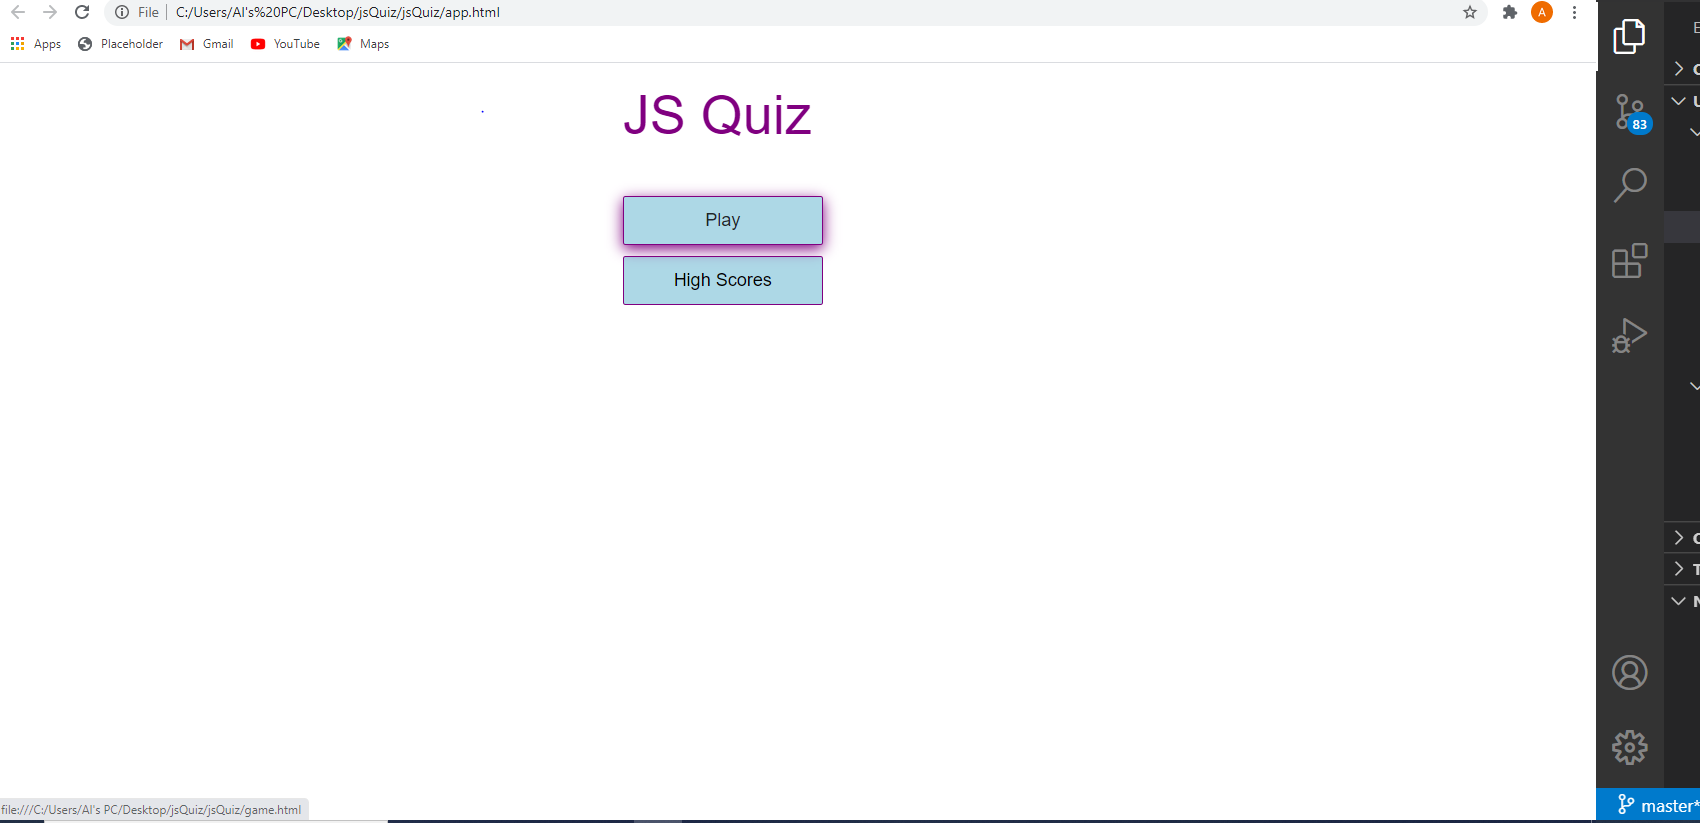 File C:/Users/Al's%20PC/Desktop/jsQuiz/jsQuiz/app.html A
Apps Placeholder Gmail YouTube Maps
JS Quiz
Play
High Scores
file:///C:/Users/Al's PC/Desktop/jsQuiz/jsQuiz/game.html
83
master*